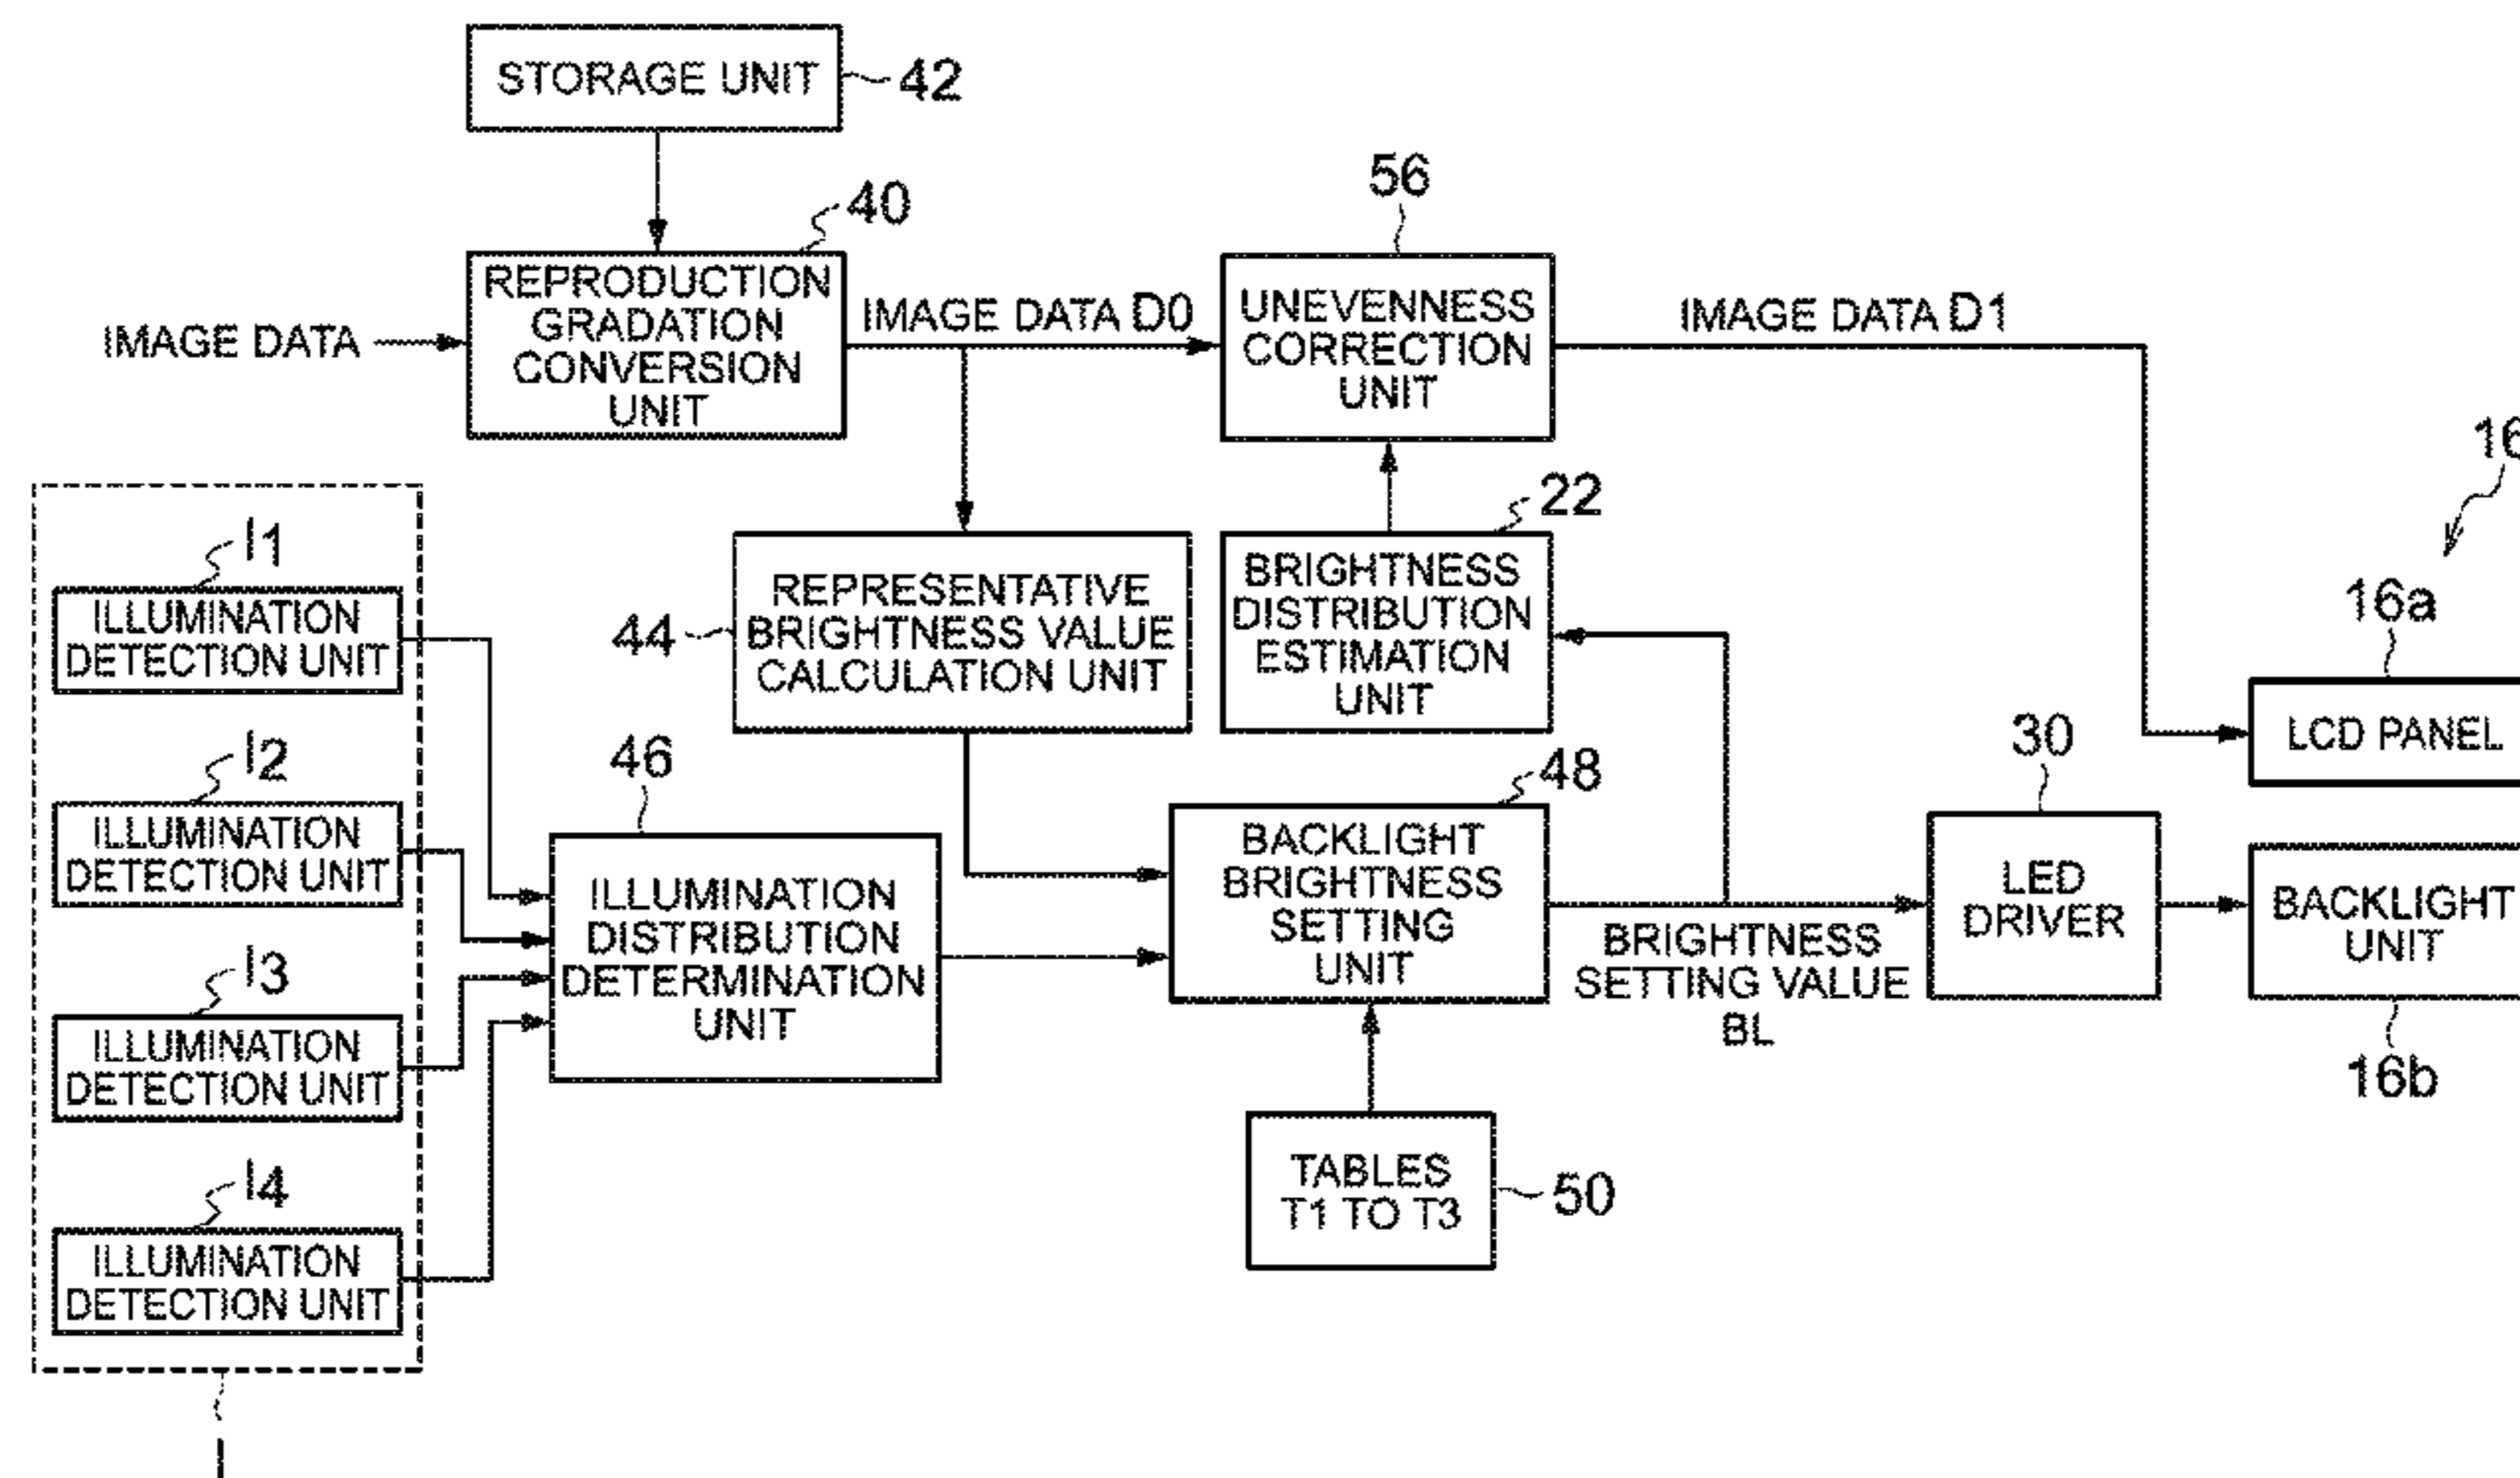 STORAGE UNIT
42
40
REPRODUCTION
GRADATION
CONVERSION
UNIT
IMAGE DATA
IMAGE DATA D0
56
UNEVENNESS
CORRECTION
UNIT
IMAGE DATA D1
16
I1
ILLUMINATION
DETECTION UNIT
I2
ILLUMINATION
DETECTION UNIT
I3
ILLUMINATION
DETECTION UNIT
I4
ILLUMINATION
DETECTION UNIT
I
44
REPRESENTATIVE
BRIGHTNESS VALUE
CALCULATION UNIT
22
BRIGHTNESS
DISTRIBUTION
ESTIMATION
UNIT
46
ILLUMINATION
DISTRIBUTION
DETERMINATION
UNIT
48
BACKLIGHT
BRIGHTNESS
SETTING
UNIT
BRIGHTNESS
SETTING VALUE
BL
TABLES
T1 TO T3
50
30
LED
DRIVER
16a
LCD PANEL
BACKLIGHT
UNIT
16b